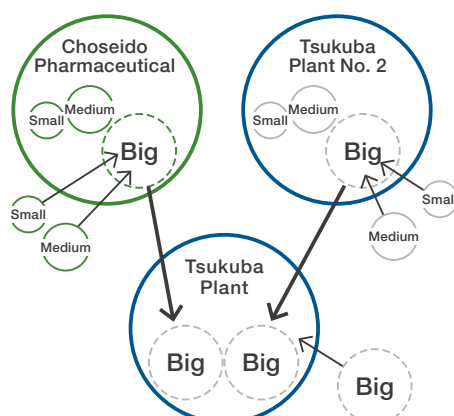 Choseido
Pharmaceutical
Medium
Small
Big
Small
Medium
Tsukuba
Plant No. 2
Medium
Small
Big
Small
Medium
Tsukuba
Plant
Big
Big
Big